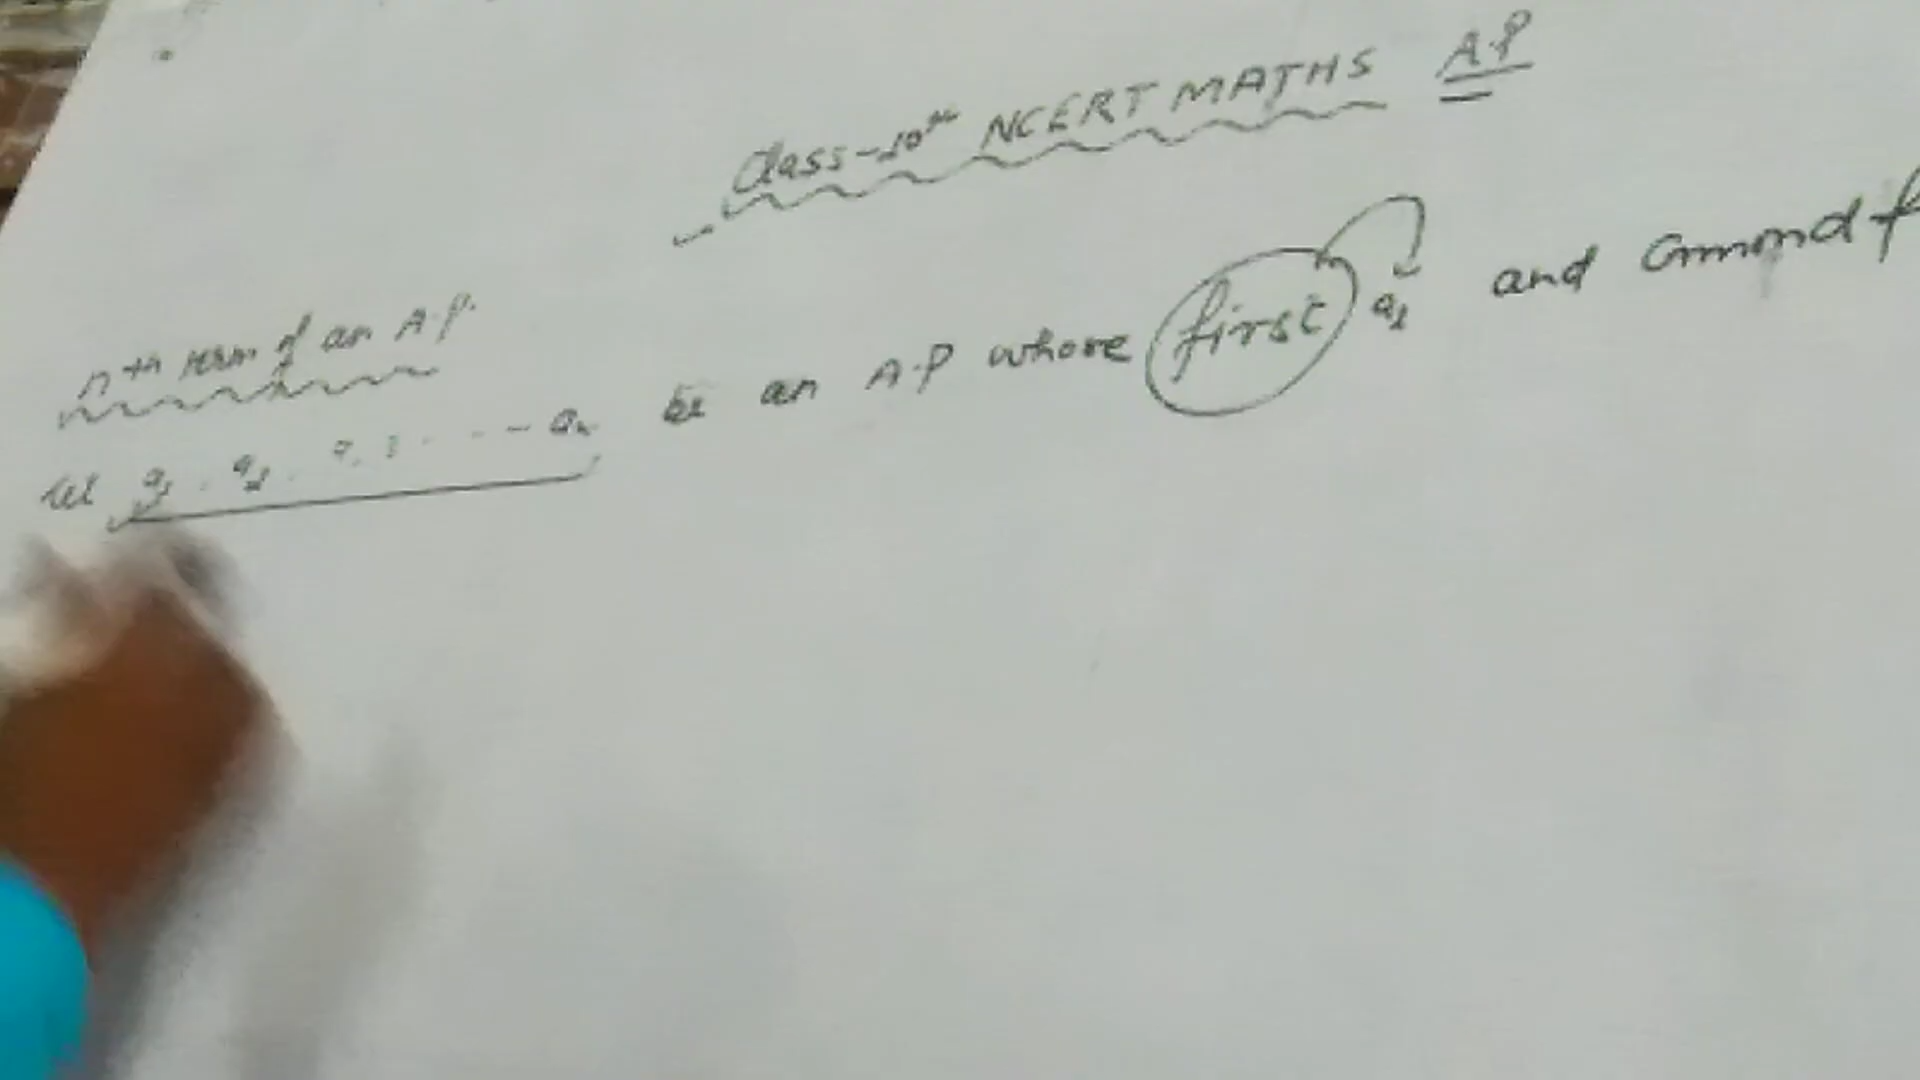 Class-10th NCERT MATHS A.P
nth term of an A.P.
Let a1, a2, a3, ---- an be an A.P whose first a1 and